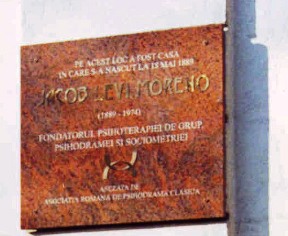 PE ACEST LOC A FOST CASA
IN CARE S-A NASCUT LA 18 MAI 1889
JACOB LEVI MORENO
(1889 - 1974)
FONDATORUL PSIHOTERAPIEI DE GRUP,
PSIHODRAMEI SI SOCIOMETRIEI
ASEZATA DE
ASOCIATIA ROMANA DE PSIHODRAMA CLASICA